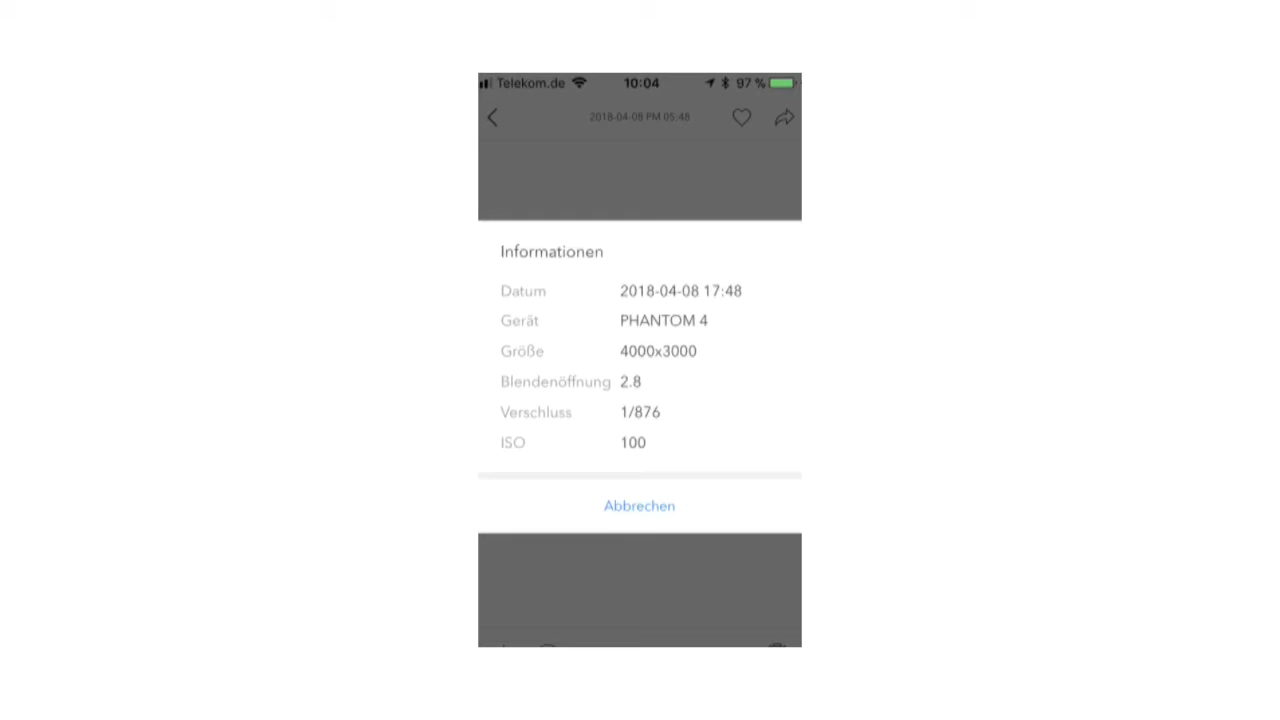 Telekom.de 10:04 97 %
2018-04-08 PM 05:48
Informationen
Datum 2018-04-08 17:48
Gerät PHANTOM 4
Größe 4000x3000
Blendenöffnung 2.8
Verschluss 1/876
ISO 100
Abbrechen